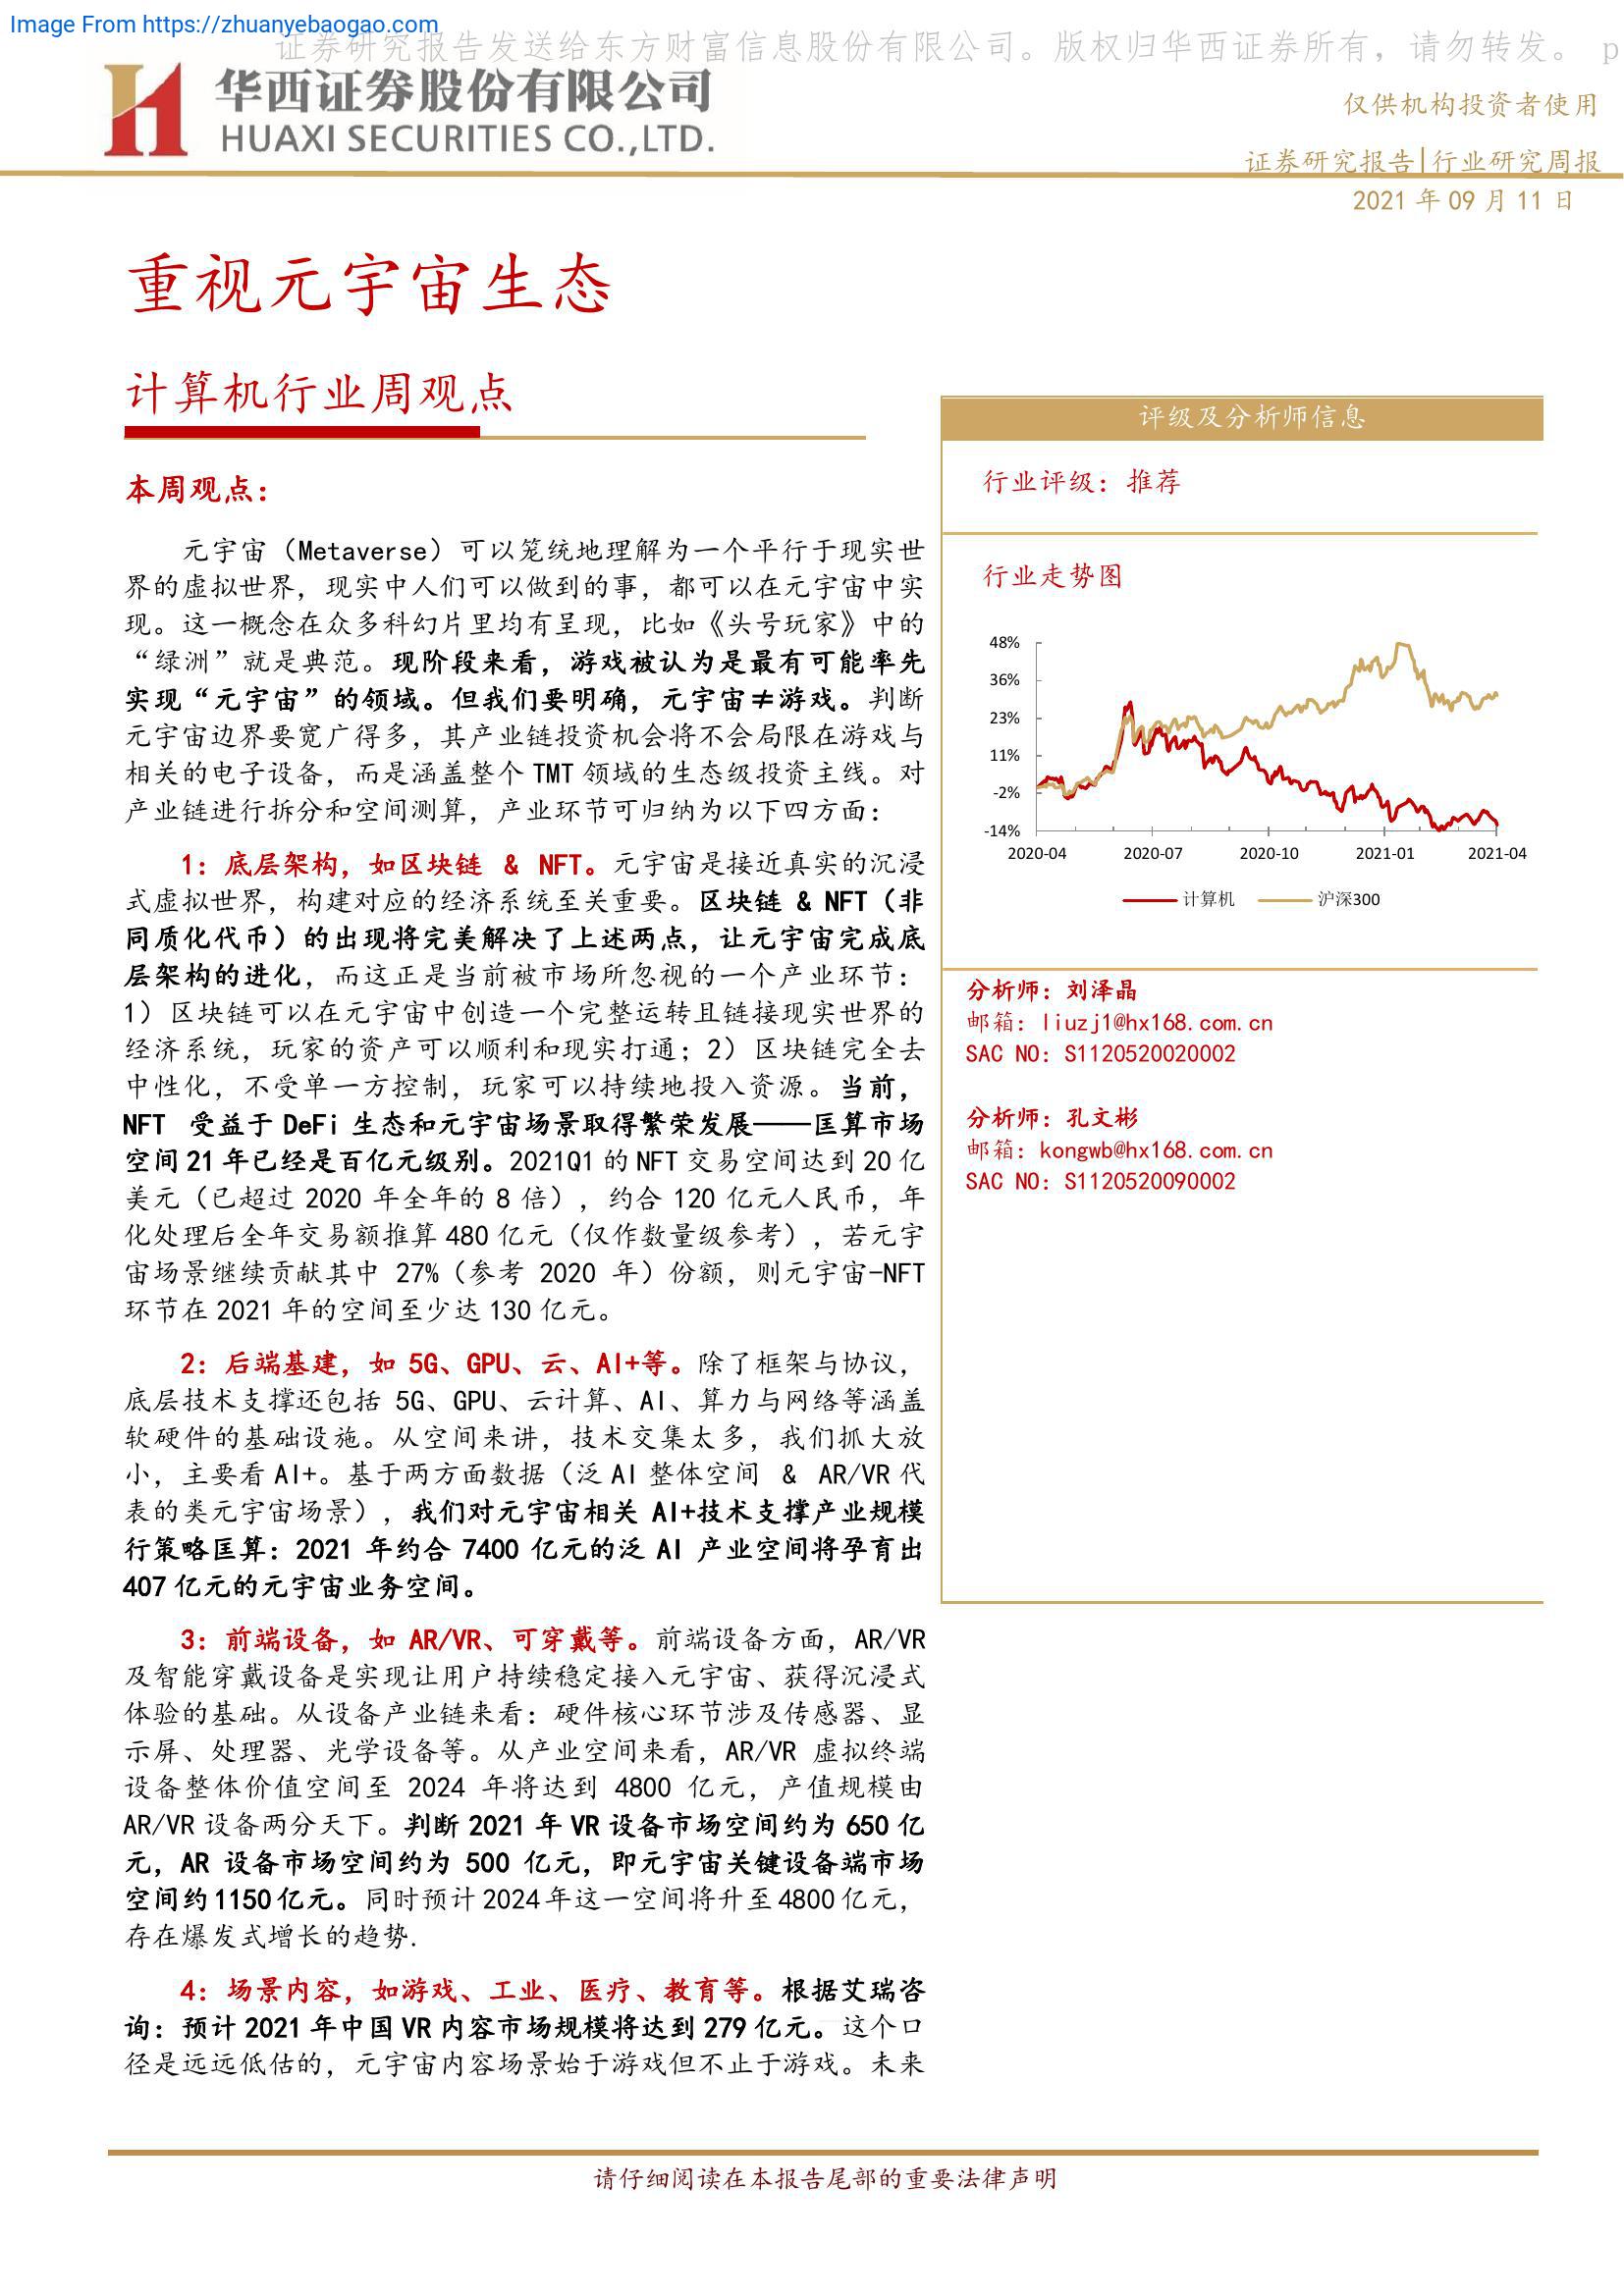 Image From https://zhuanyebaogao.com
证券研究报告发送给东方财富信息股份有限公司。版权归华西证券所有，请勿转发。 p
华西证券股份有限公司
HUAXI SECURITIES CO.,LTD.
仅供机构投资者使用
证券研究报告|行业研究周报
2021 年 09 月 11 日
重视元宇宙生态
计算机行业周观点
本周观点：
元宇宙（Metaverse）可以笼统地理解为一个平行于现实世
界的虚拟世界，现实中人们可以做到的事，都可以在元宇宙中实
现。这一概念在众多科幻片里均有呈现，比如《头号玩家》中的
“绿洲”就是典范。现阶段来看，游戏被认为是最有可能率先
实现“元宇宙”的领域。但我们要明确，元宇宙≠游戏。判断
元宇宙边界要宽广得多，其产业链投资机会将不会局限在游戏与
相关的电子设备，而是涵盖整个 TMT 领域的生态级投资主线。对
产业链进行拆分和空间测算，产业环节可归纳为以下四方面：
1：底层架构，如区块链 & NFT。元宇宙是接近真实的沉浸
式虚拟世界，构建对应的经济系统至关重要。区块链 & NFT（非
同质化代币）的出现将完美解决了上述两点，让元宇宙完成底
层架构的进化，而这正是当前被市场所忽视的一个产业环节：
1）区块链可以在元宇宙中创造一个完整运转且链接现实世界的
经济系统，玩家的资产可以顺利和现实打通；2）区块链完全去
中性化，不受单一方控制，玩家可以持续地投入资源。当前，
NFT 受益于 DeFi 生态和元宇宙场景取得繁荣发展——匡算市场
空间 21 年已经是百亿元级别。2021Q1 的 NFT 交易空间达到 20 亿
美元（已超过 2020 年全年的 8 倍），约合 120 亿元人民币，年
化处理后全年交易额推算 480 亿元（仅作数量级参考），若元宇
宙场景继续贡献其中 27%（参考 2020 年）份额，则元宇宙-NFT
环节在 2021 年的空间至少达 130 亿元。
2：后端基建，如 5G、GPU、云、AI+等。除了框架与协议，
底层技术支撑还包括 5G、GPU、云计算、AI、算力与网络等涵盖
软硬件的基础设施。从空间来讲，技术交集太多，我们抓大放
小，主要看 AI+。基于两方面数据（泛 AI 整体空间 & AR/VR 代
表的类元宇宙场景），我们对元宇宙相关 AI+技术支撑产业规模
行策略匡算：2021 年约合 7400 亿元的泛 AI 产业空间将孕育出
407 亿元的元宇宙业务空间。
3：前端设备，如 AR/VR、可穿戴等。前端设备方面，AR/VR
及智能穿戴设备是实现让用户持续稳定接入元宇宙、获得沉浸式
体验的基础。从设备产业链来看：硬件核心环节涉及传感器、显
示屏、处理器、光学设备等。从产业空间来看，AR/VR 虚拟终端
设备整体价值空间至 2024 年将达到 4800 亿元，产值规模由
AR/VR 设备两分天下。判断 2021 年 VR 设备市场空间约为 650 亿
元，AR 设备市场空间约为 500 亿元，即元宇宙关键设备端市场
空间约 1150 亿元。同时预计 2024 年这一空间将升至 4800 亿元，
存在爆发式增长的趋势.
4：场景内容，如游戏、工业、医疗、教育等。根据艾瑞咨
询：预计 2021 年中国 VR 内容市场规模将达到 279 亿元。这个口
径是远远低估的，元宇宙内容场景始于游戏但不止于游戏。未来
评级及分析师信息
行业评级：推荐
行业走势图
48%
36%
23%
11%
-2%
-14%
2020-04 2020-07 2020-10 2021-01 2021-04
计算机 沪深300
分析师：刘泽晶
邮箱：liuzj1@hx168.com.cn
SAC NO：S1120520020002
分析师：孔文彬
邮箱：kongwb@hx168.com.cn
SAC NO：S1120520090002
请仔细阅读在本报告尾部的重要法律声明